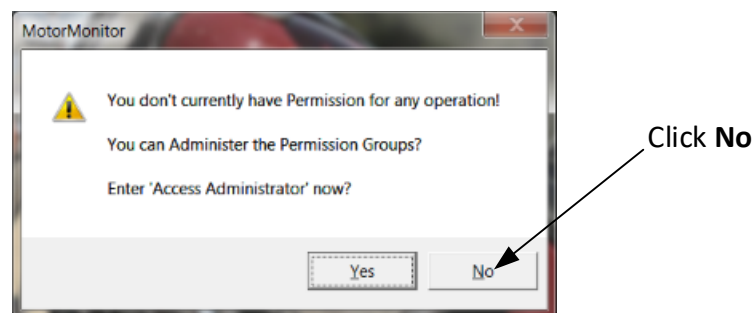 MotorMonitor
You don't currently have Permission for any operation!
You can Administer the Permission Groups?
Click No
Enter 'Access Administrator' now?
Yes
No